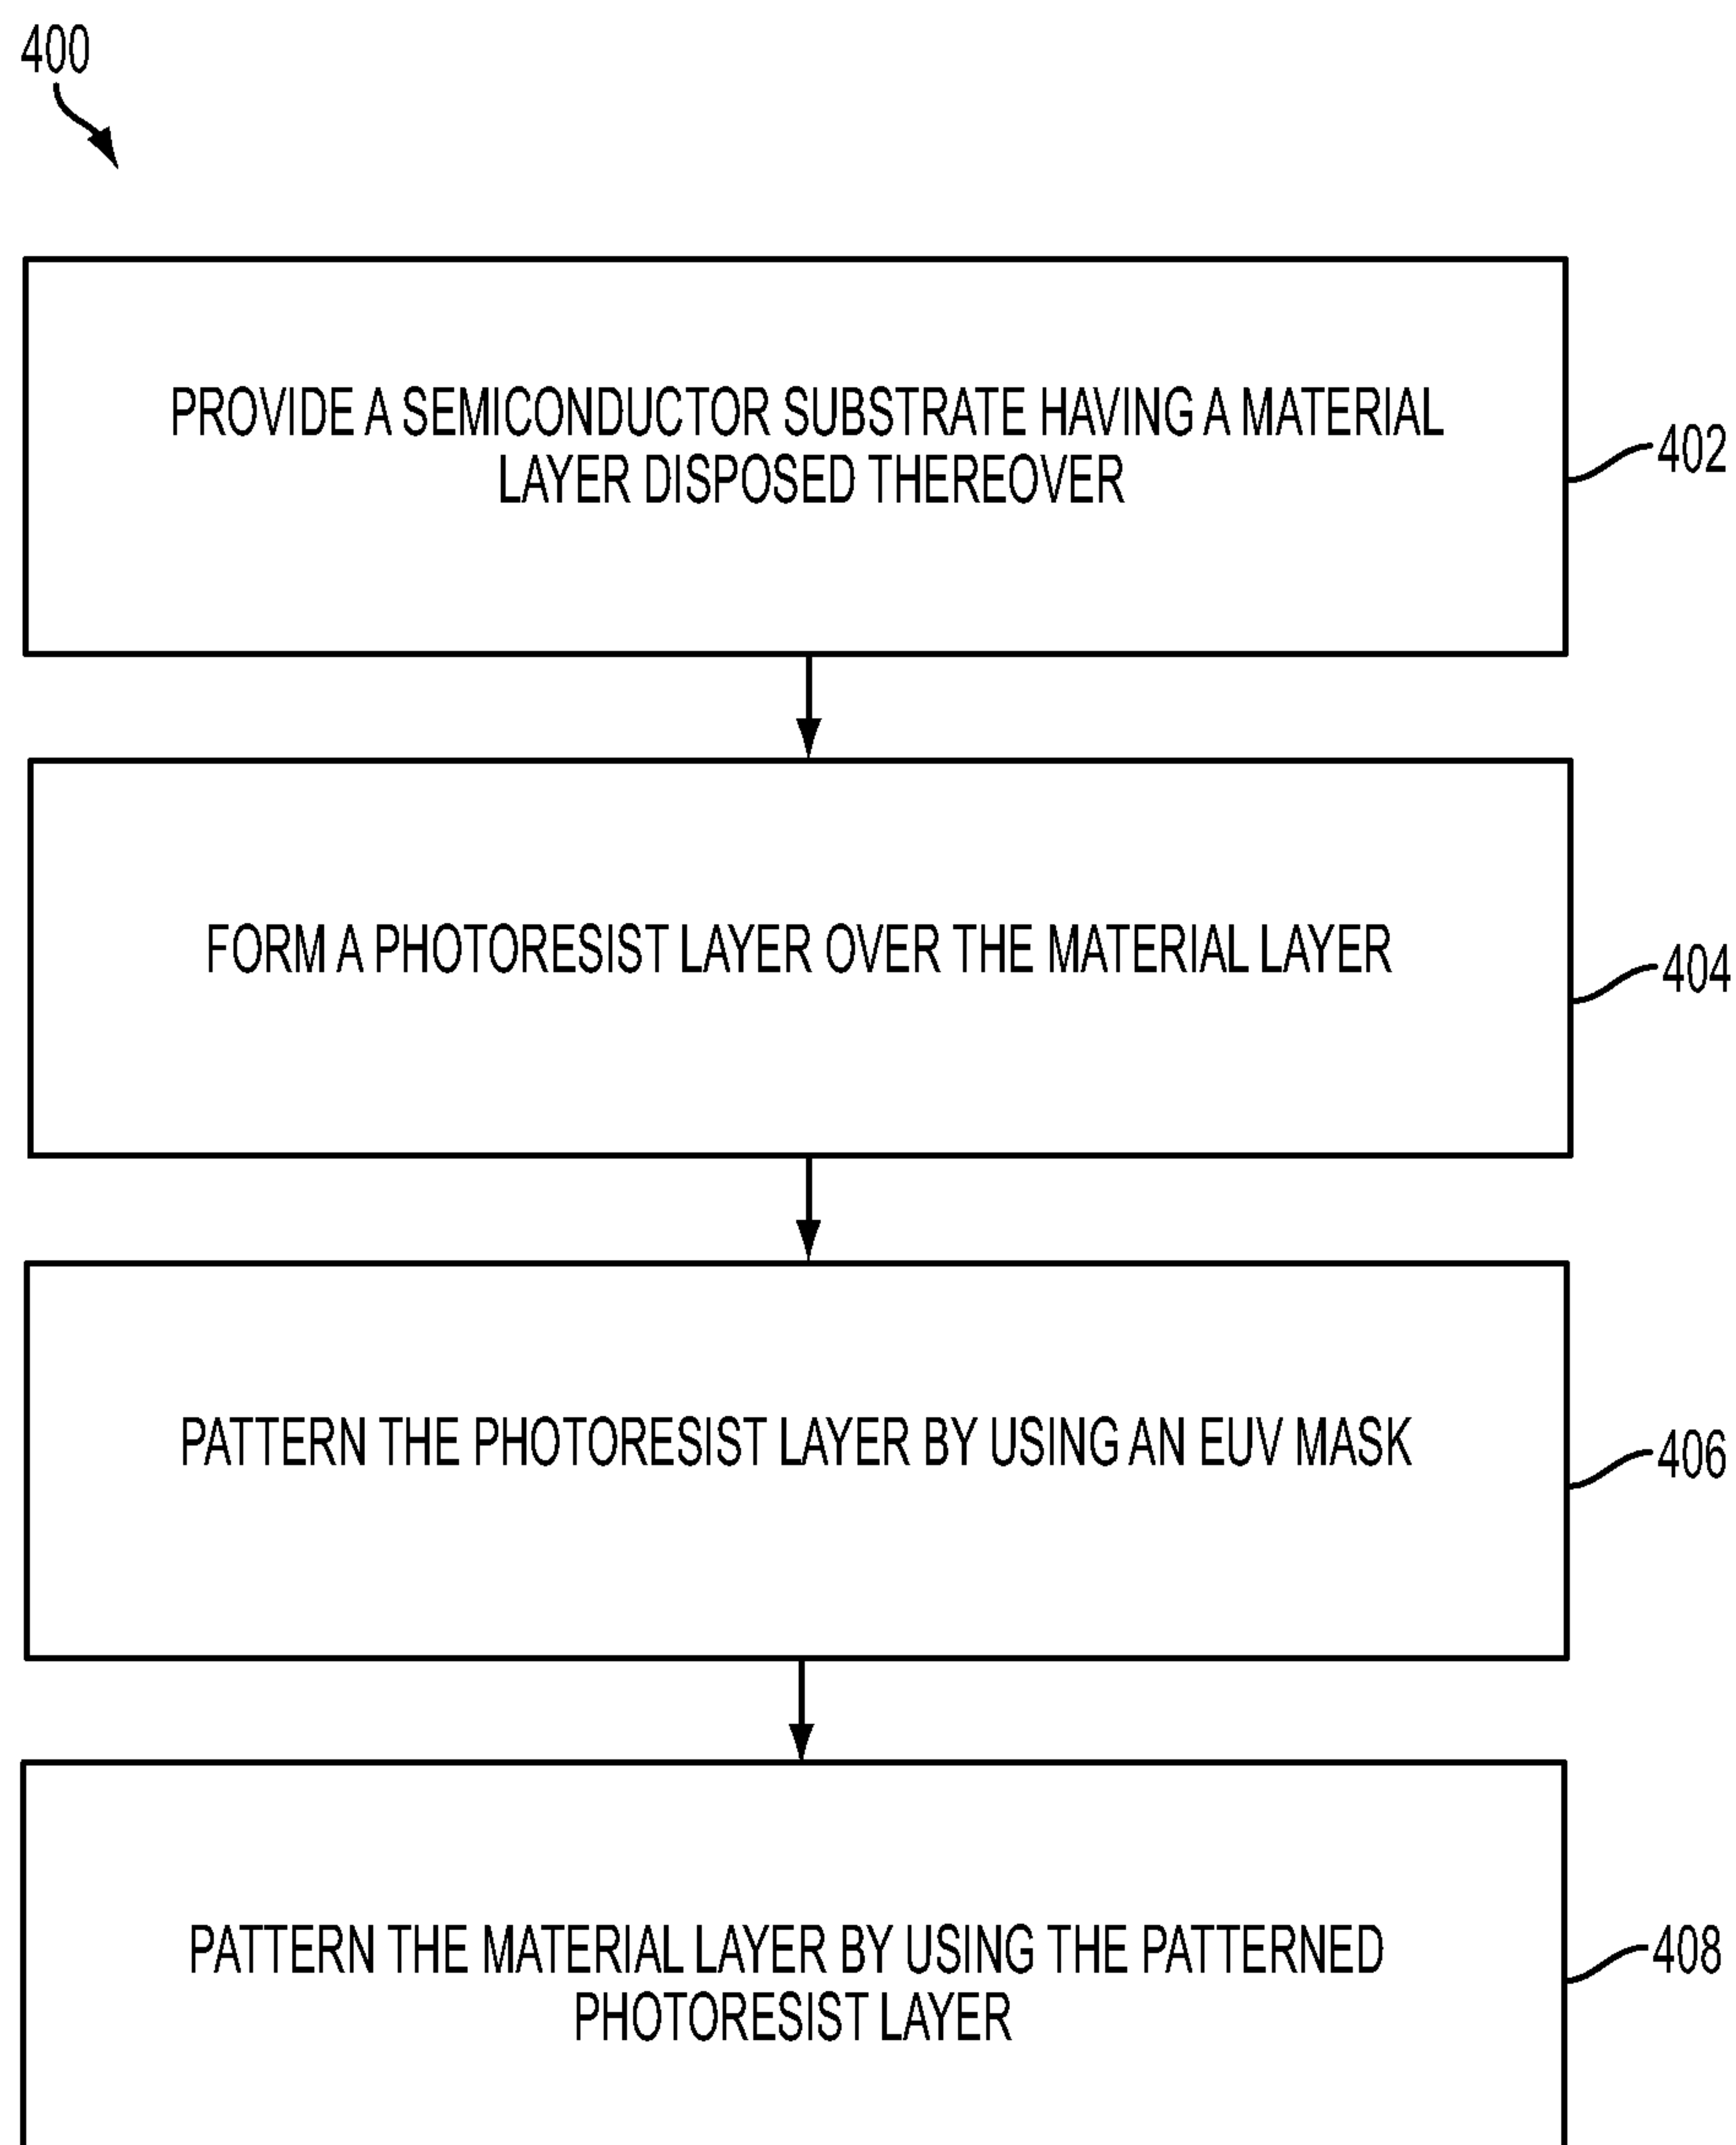 400
PROVIDE A SEMICONDUCTOR SUBSTRATE HAVING A MATERIAL
LAYER DISPOSED THEREOVER
402
FORM A PHOTORESIST LAYER OVER THE MATERIAL LAYER
404
PATTERN THE PHOTORESIST LAYER BY USING AN EUV MASK
406
PATTERN THE MATERIAL LAYER BY USING THE PATTERNED
PHOTORESIST LAYER
408